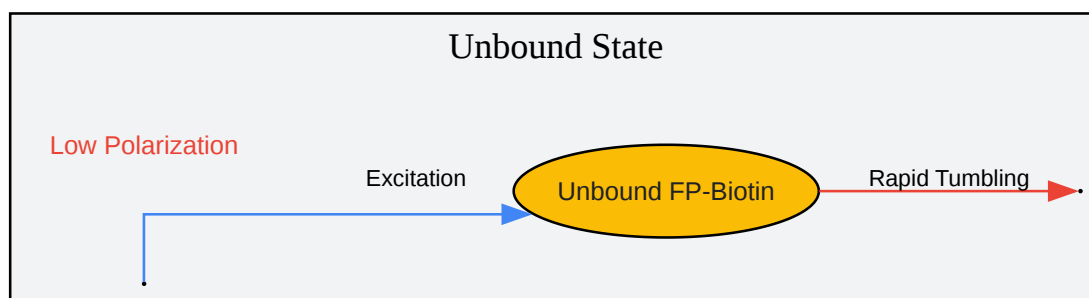 Unbound State
Low Polarization
Excitation
Unbound FP-Biotin
Rapid Tumbling